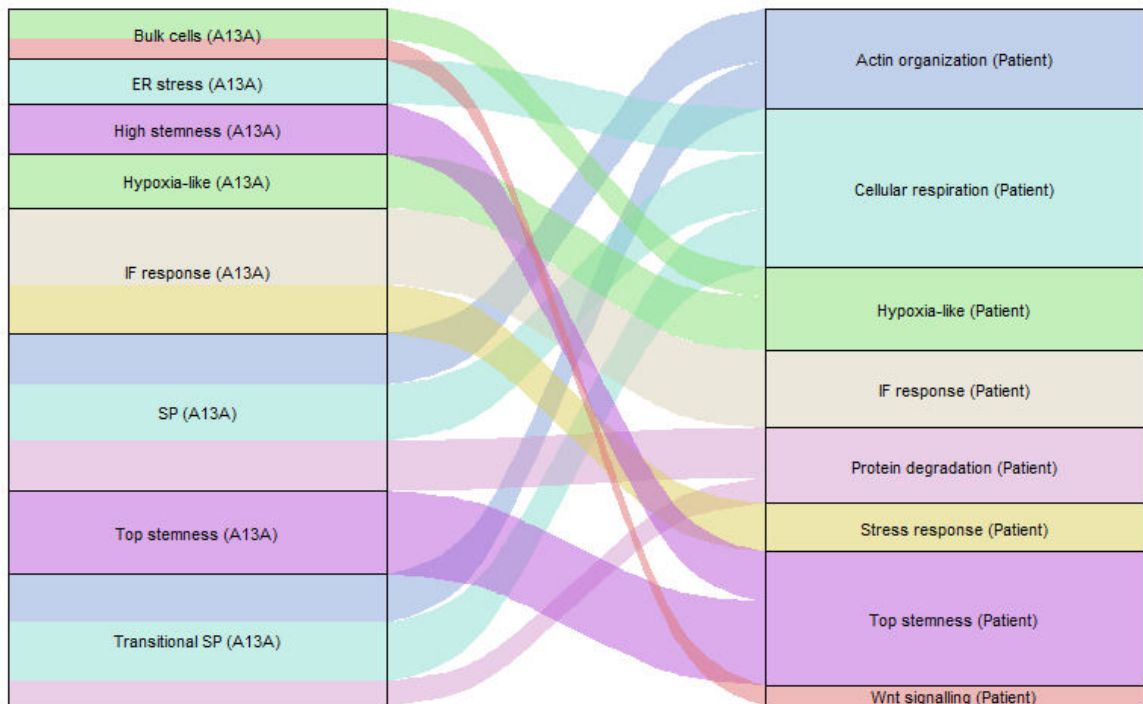 Bulk cells (A13A)
ER stress (A13A)
High stemness (A13A)
Hypoxia-like (A13A)
IF response (A13A)
SP (A13A)
Top stemness (A13A)
Transitional SP (A13A)
Actin organization (Patient)
Cellular respiration (Patient)
Hypoxia-like (Patient)
IF response (Patient)
Protein degradation (Patient)
Stress response (Patient)
Top stemness (Patient)
Wnt signalling (Patient)